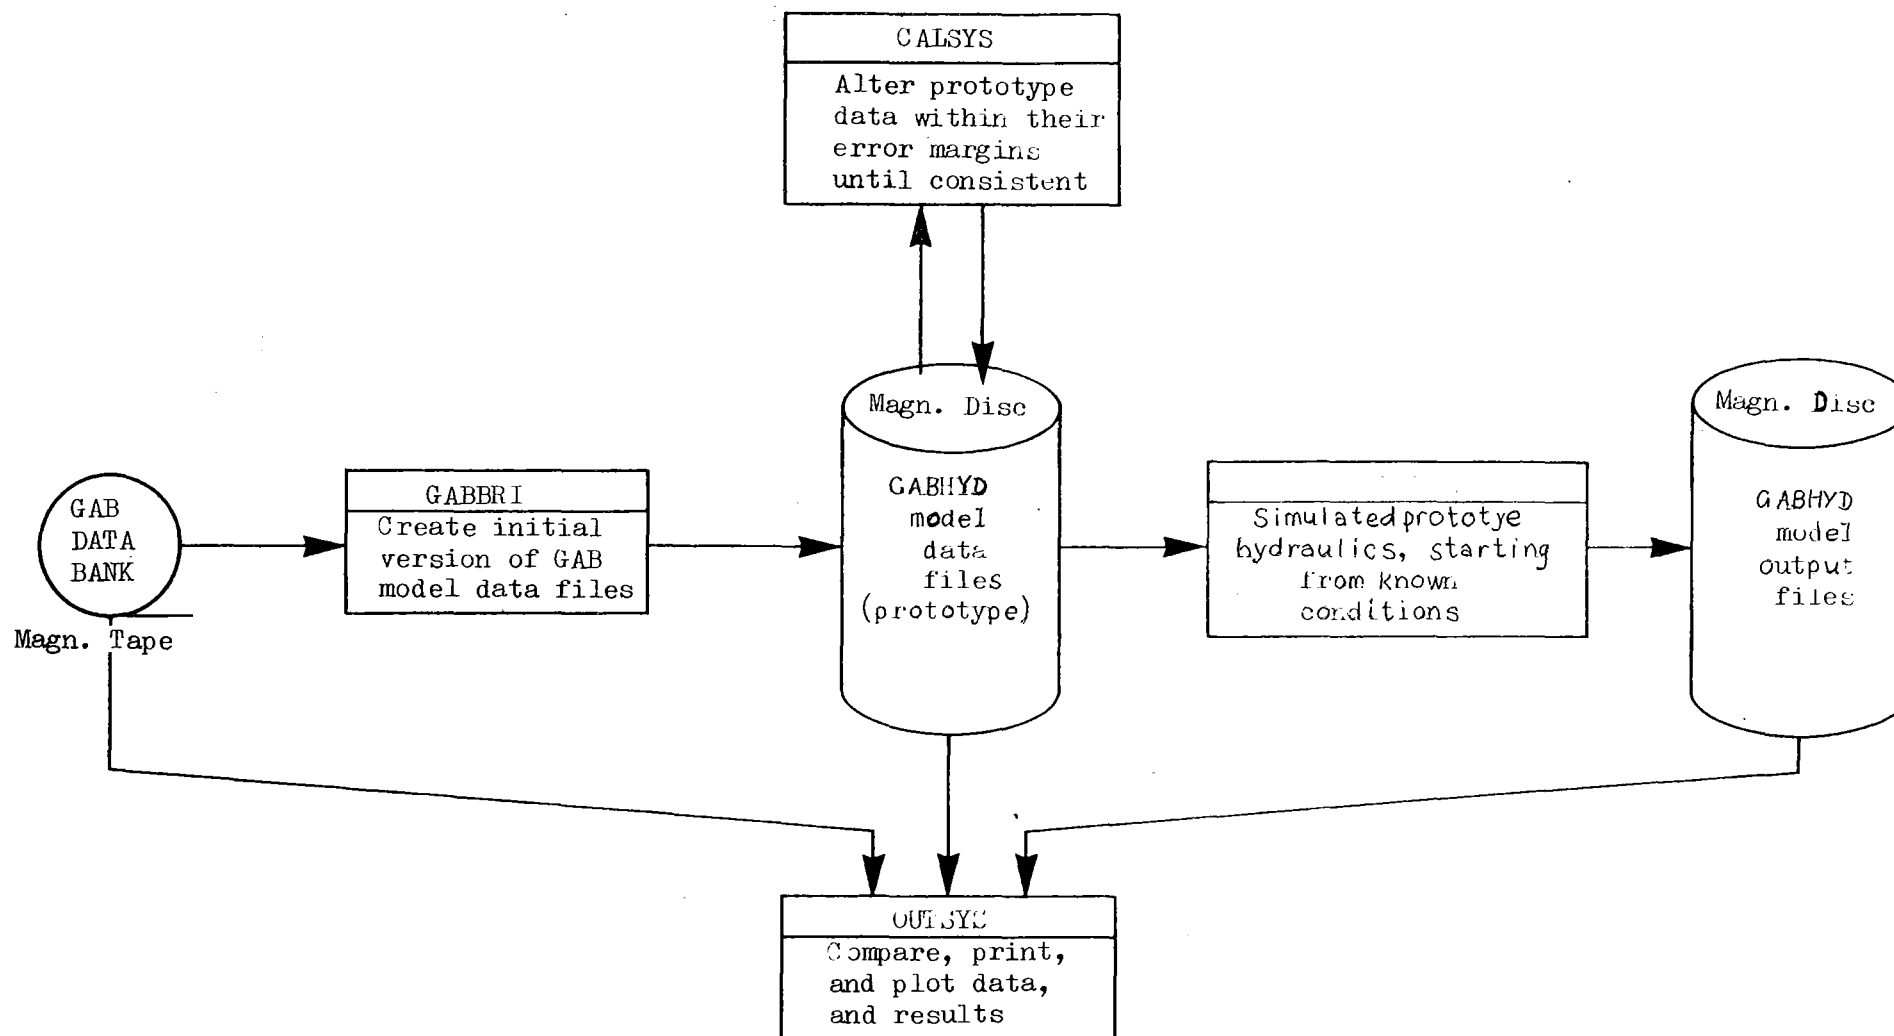 CALSYS
Alter prototype
data within their
error margins
until consistent
Magn. Disc
GABHYD
model
data
files
(prototype)
Magn. Disc
GABHYD
model
output
files
GAB
DATA
BANK
Magn. Tape
GABBRI
Create initial
version of GAB
model data files
Simulated prototye
hydraulics, starting
from known
conditions
OUTSYS
Compare, print,
and plot data,
and results